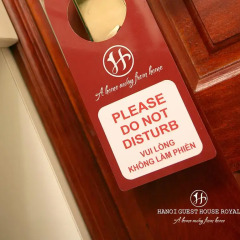 H
A home away from home
PLEASE
DO NOT
DISTURB
VUI LÒNG
KHÔNG LÀM PHIỀN
H
HANOI GUEST HOUSE ROYAL
A home away from home